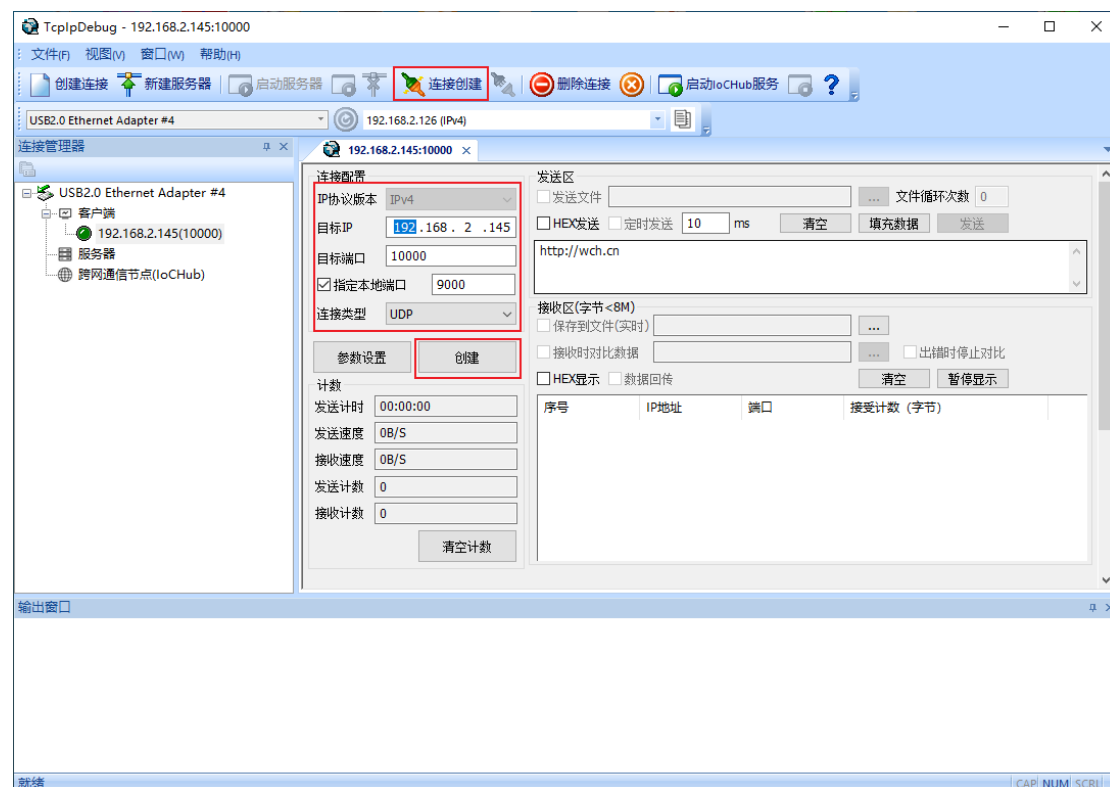 TcpIpDebug - 192.168.2.145:10000
文件(F) 视图(V) 窗口(W) 帮助(H)
创建连接 新建服务器 启动服务器 连接创建 删除连接 启动IoCHub服务
USB2.0 Ethernet Adapter #4 192.168.2.126 (IPv4)
连接管理器
192.168.2.145:10000
USB2.0 Ethernet Adapter #4
客户端
192.168.2.145(10000)
服务器
跨网通信节点(IoCHub)
连接配置
IP协议版本 IPv4
目标IP 192.168. 2 .145
目标端口 10000
指定本地端口 9000
连接类型 UDP
参数设置 创建
计数
发送计时 00:00:00
发送速度 0B/S
接收速度 0B/S
发送计数 0
接收计数 0
清空计数
发送区
发送文件 ... 文件循环次数 0
HEX发送 定时发送 10 ms 清空 填充数据 发送
http://wch.cn
接收区(字节<8M)
保存到文件(实时) ...
接收时对比数据 ... 出错时停止对比
HEX显示 数据回传 清空 暂停显示
序号 IP地址 端口 接受计数（字节）
输出窗口
就绪 CAP NUM SCRL